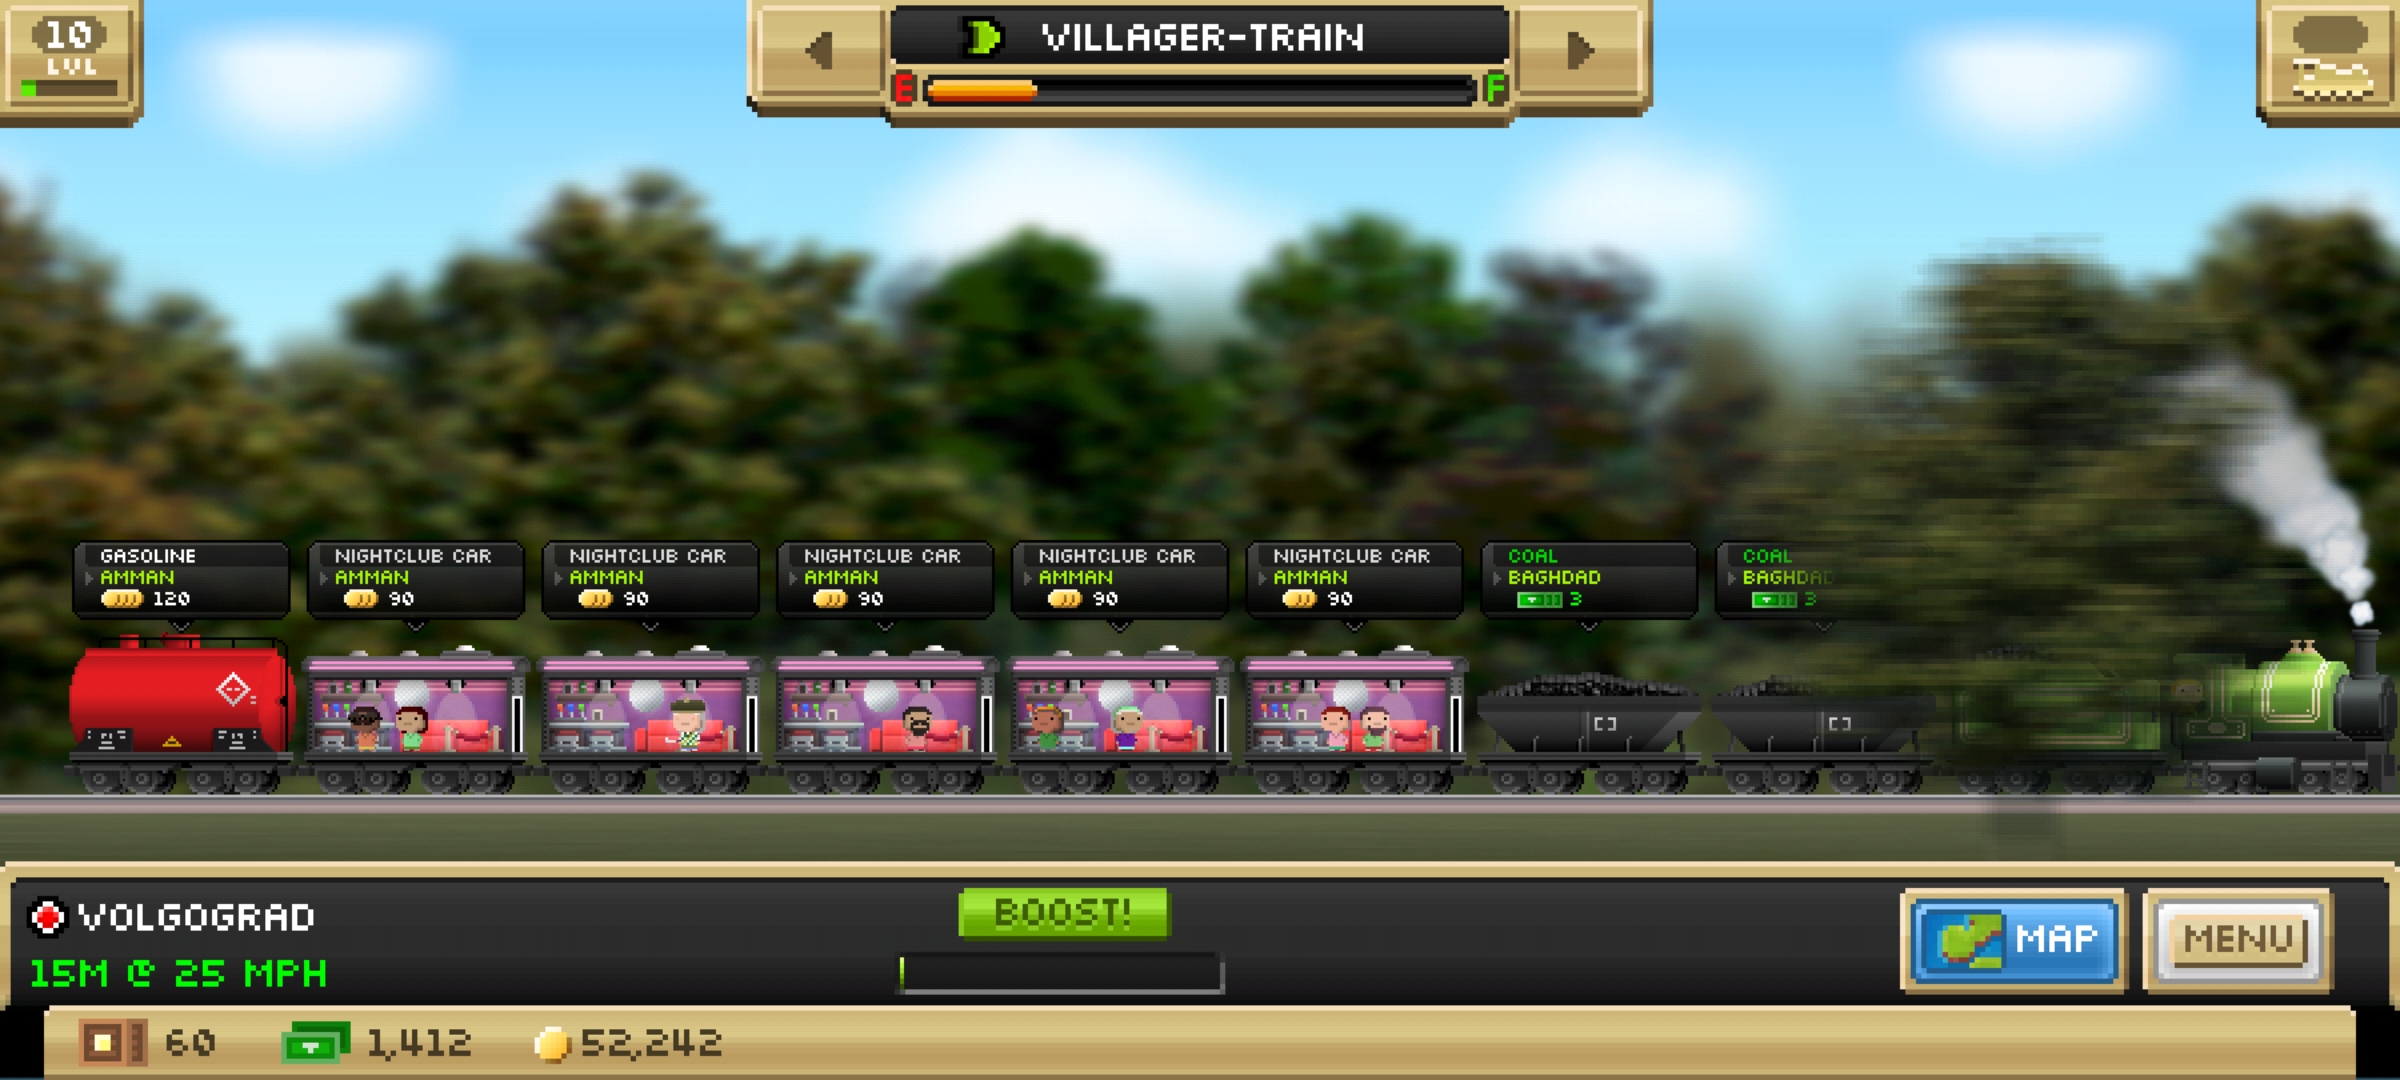 10
LVL
VILLAGER-TRAIN
E F
GASOLINE
AMMAN
120
NIGHTCLUB CAR
AMMAN
90
NIGHTCLUB CAR
AMMAN
90
NIGHTCLUB CAR
AMMAN
90
NIGHTCLUB CAR
AMMAN
90
NIGHTCLUB CAR
AMMAN
90
COAL
BAGHDAD
3
COAL
BAGHDAD
3
VOLGOGRAD
15M @ 25 MPH
BOOST!
MAP
MENU
60
1,412
52,242